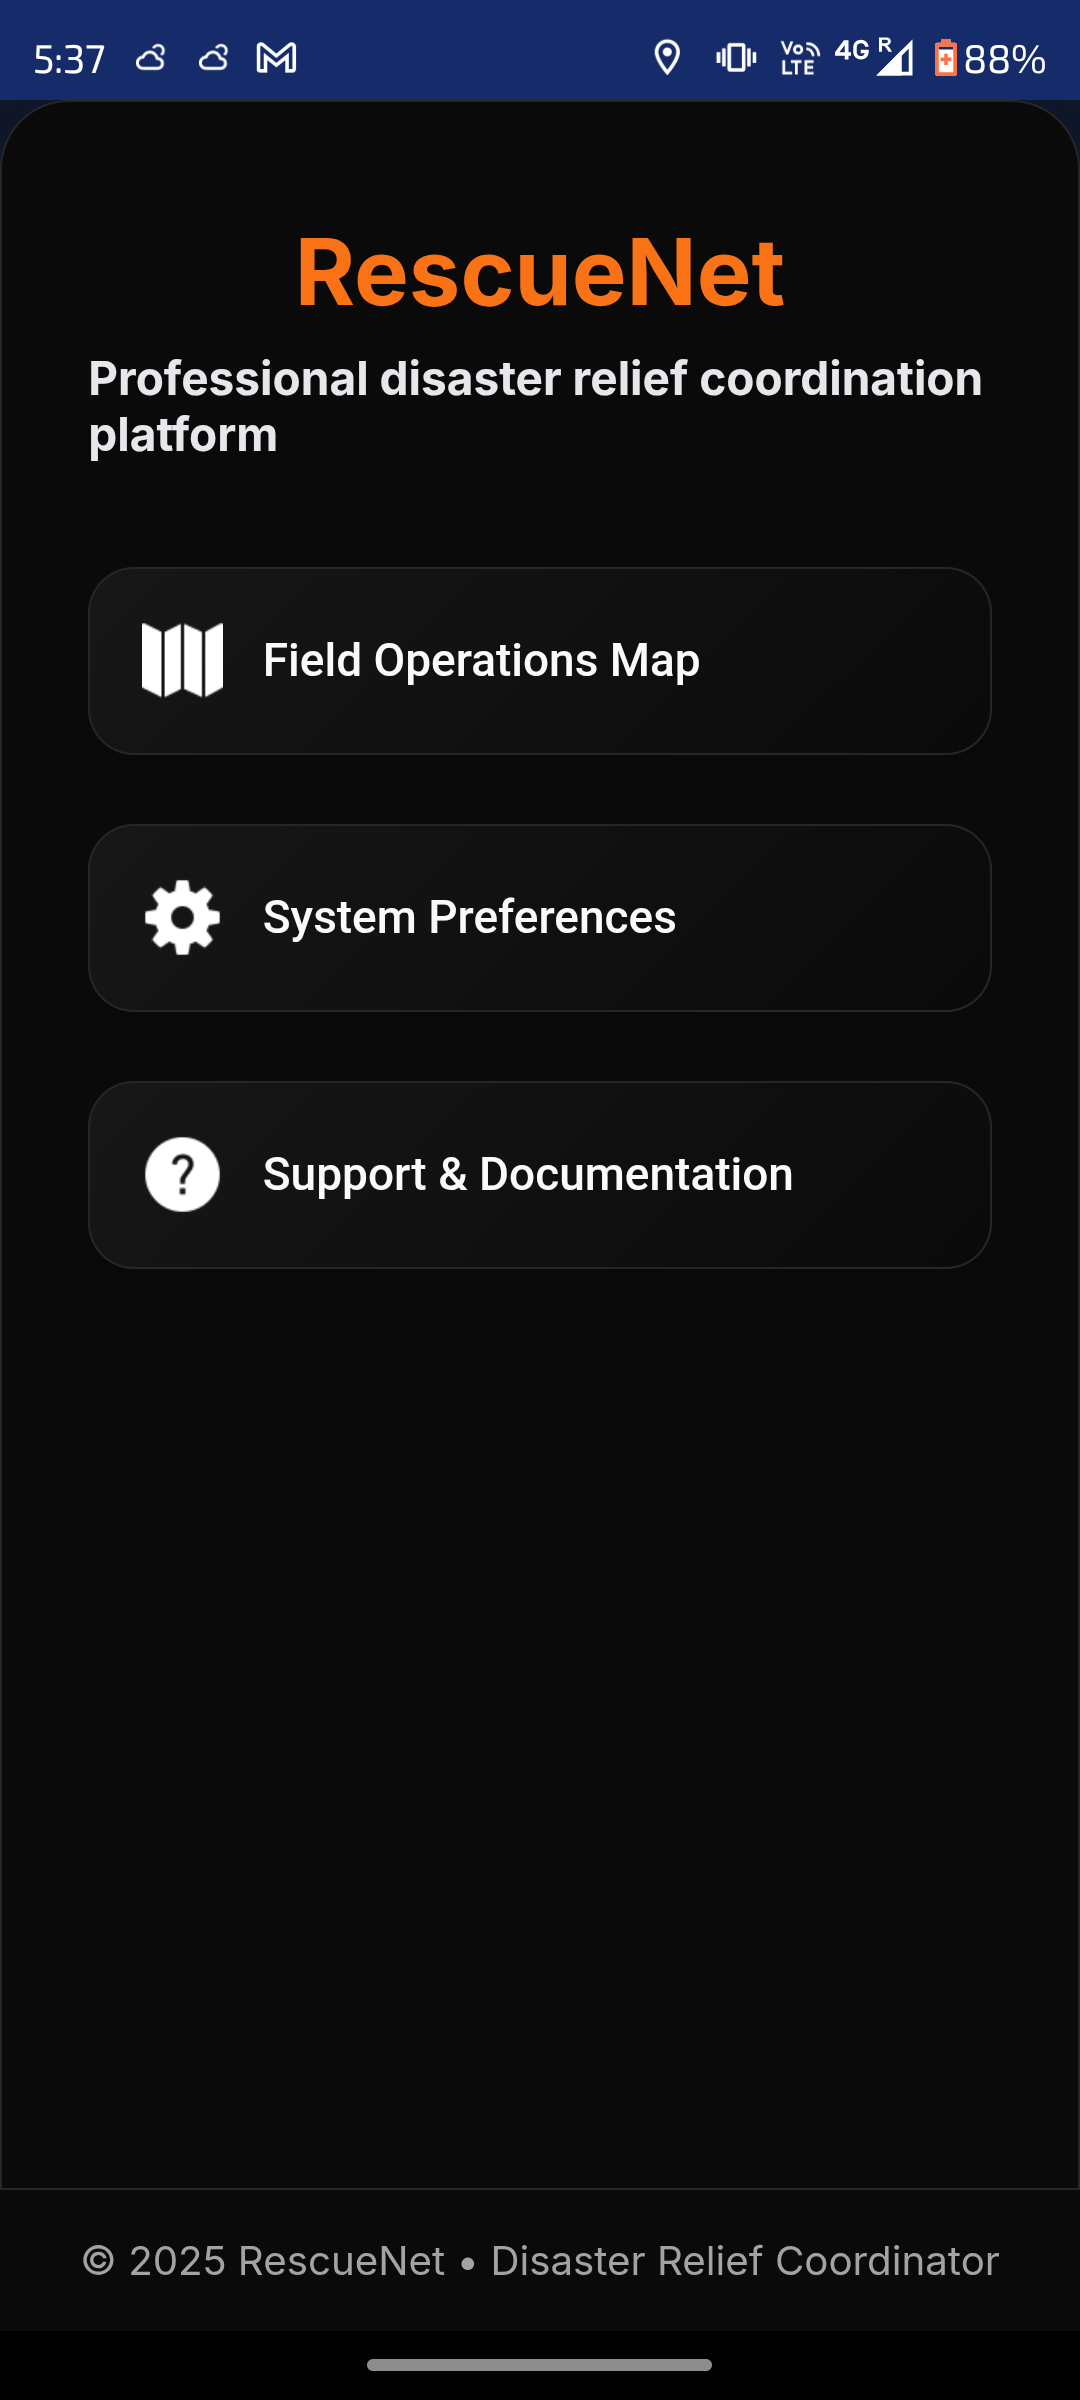 5:37 Vo LTE 4G R 88%
RescueNet
Professional disaster relief coordination
platform
Field Operations Map
System Preferences
? Support & Documentation
© 2025 RescueNet • Disaster Relief Coordinator